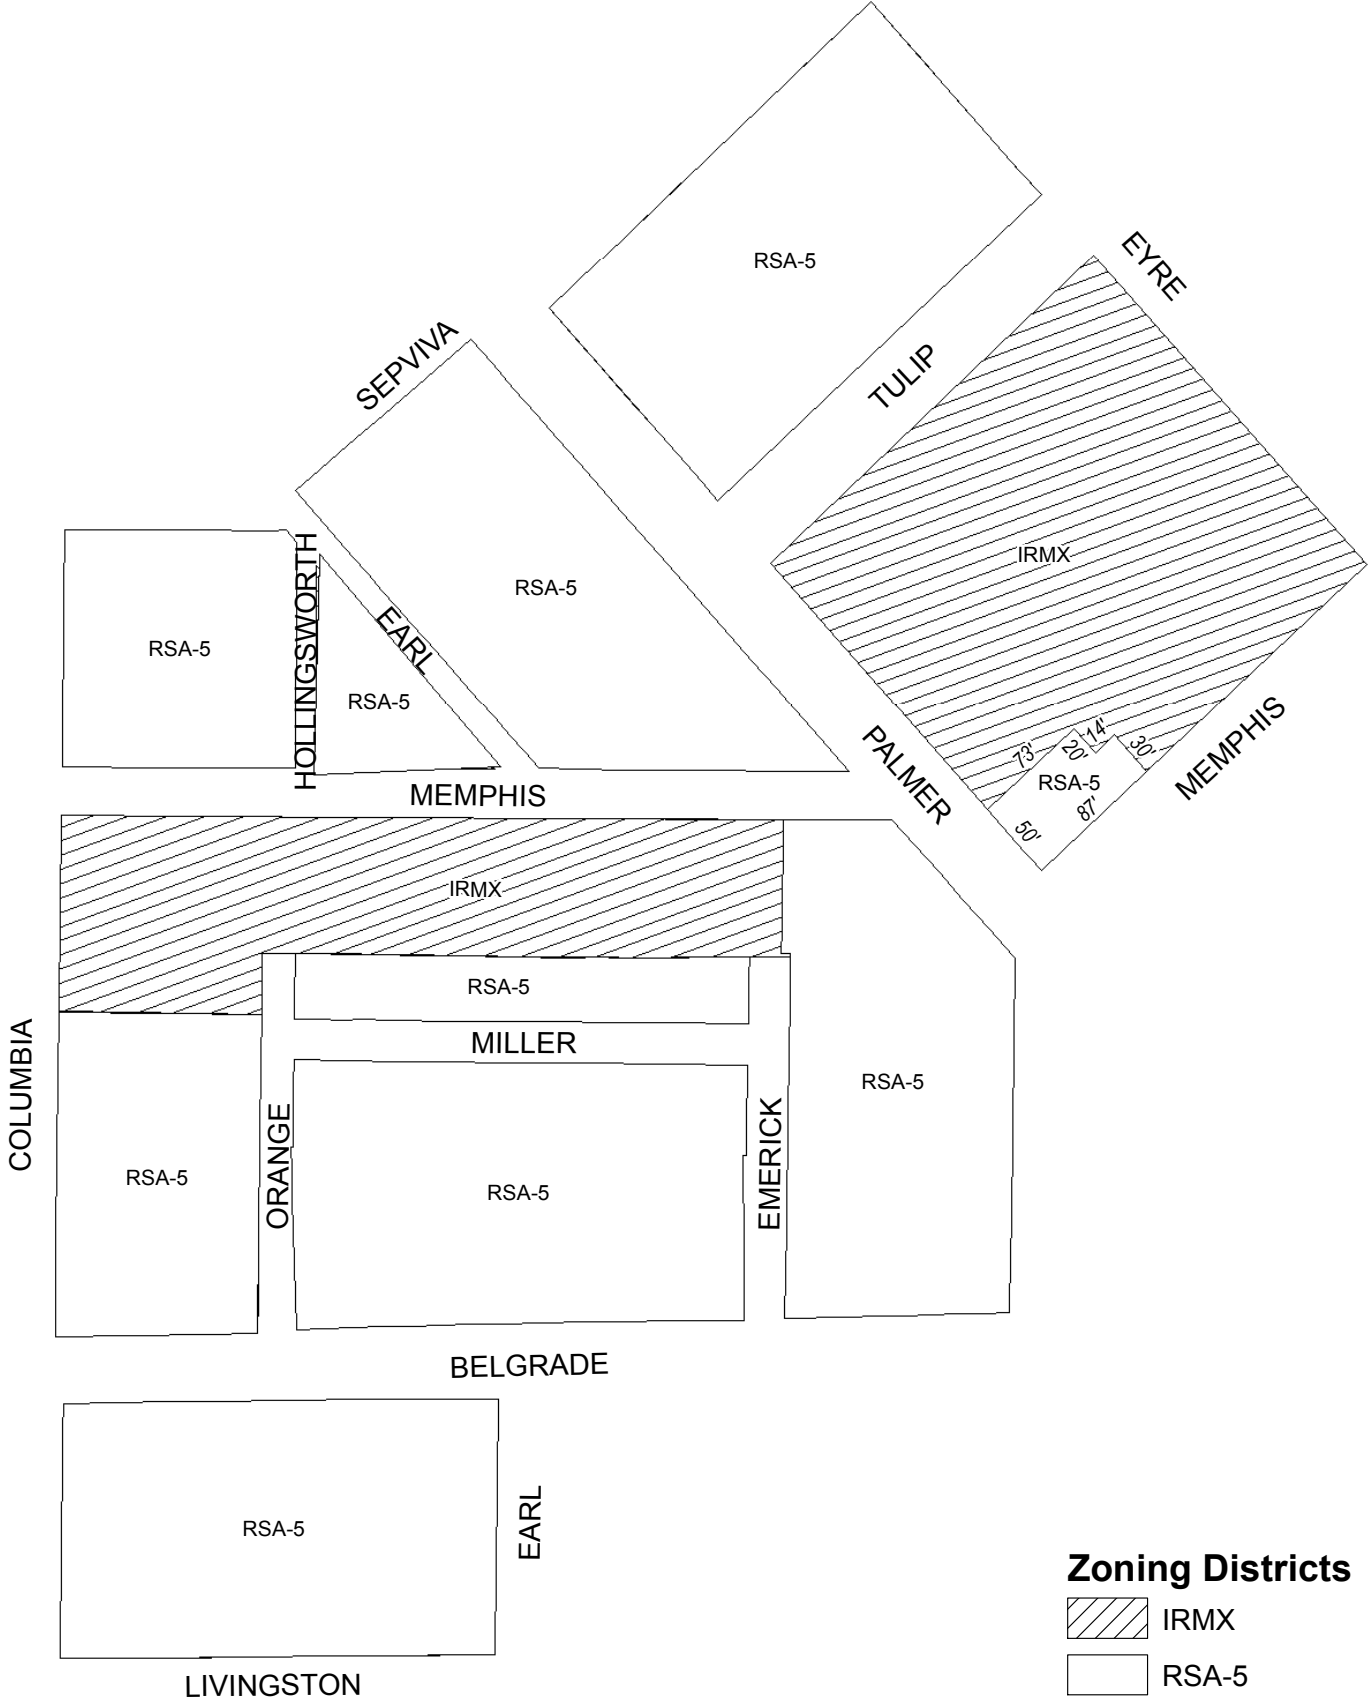 RSA-5
EYRE
SEPVIVA
TULIP
HOLLINGSWORTH
IRMX
RSA-5
EARL
RSA-5
RSA-5
PALMER
73'
20'
14'
30'
MEMPHIS
RSA-5
87'
50'
MEMPHIS
IRMX
RSA-5
COLUMBIA
MILLER
RSA-5
ORANGE
EMERICK
RSA-5
RSA-5
BELGRADE
RSA-5
EARL
LIVINGSTON
Zoning Districts
IRMX
RSA-5